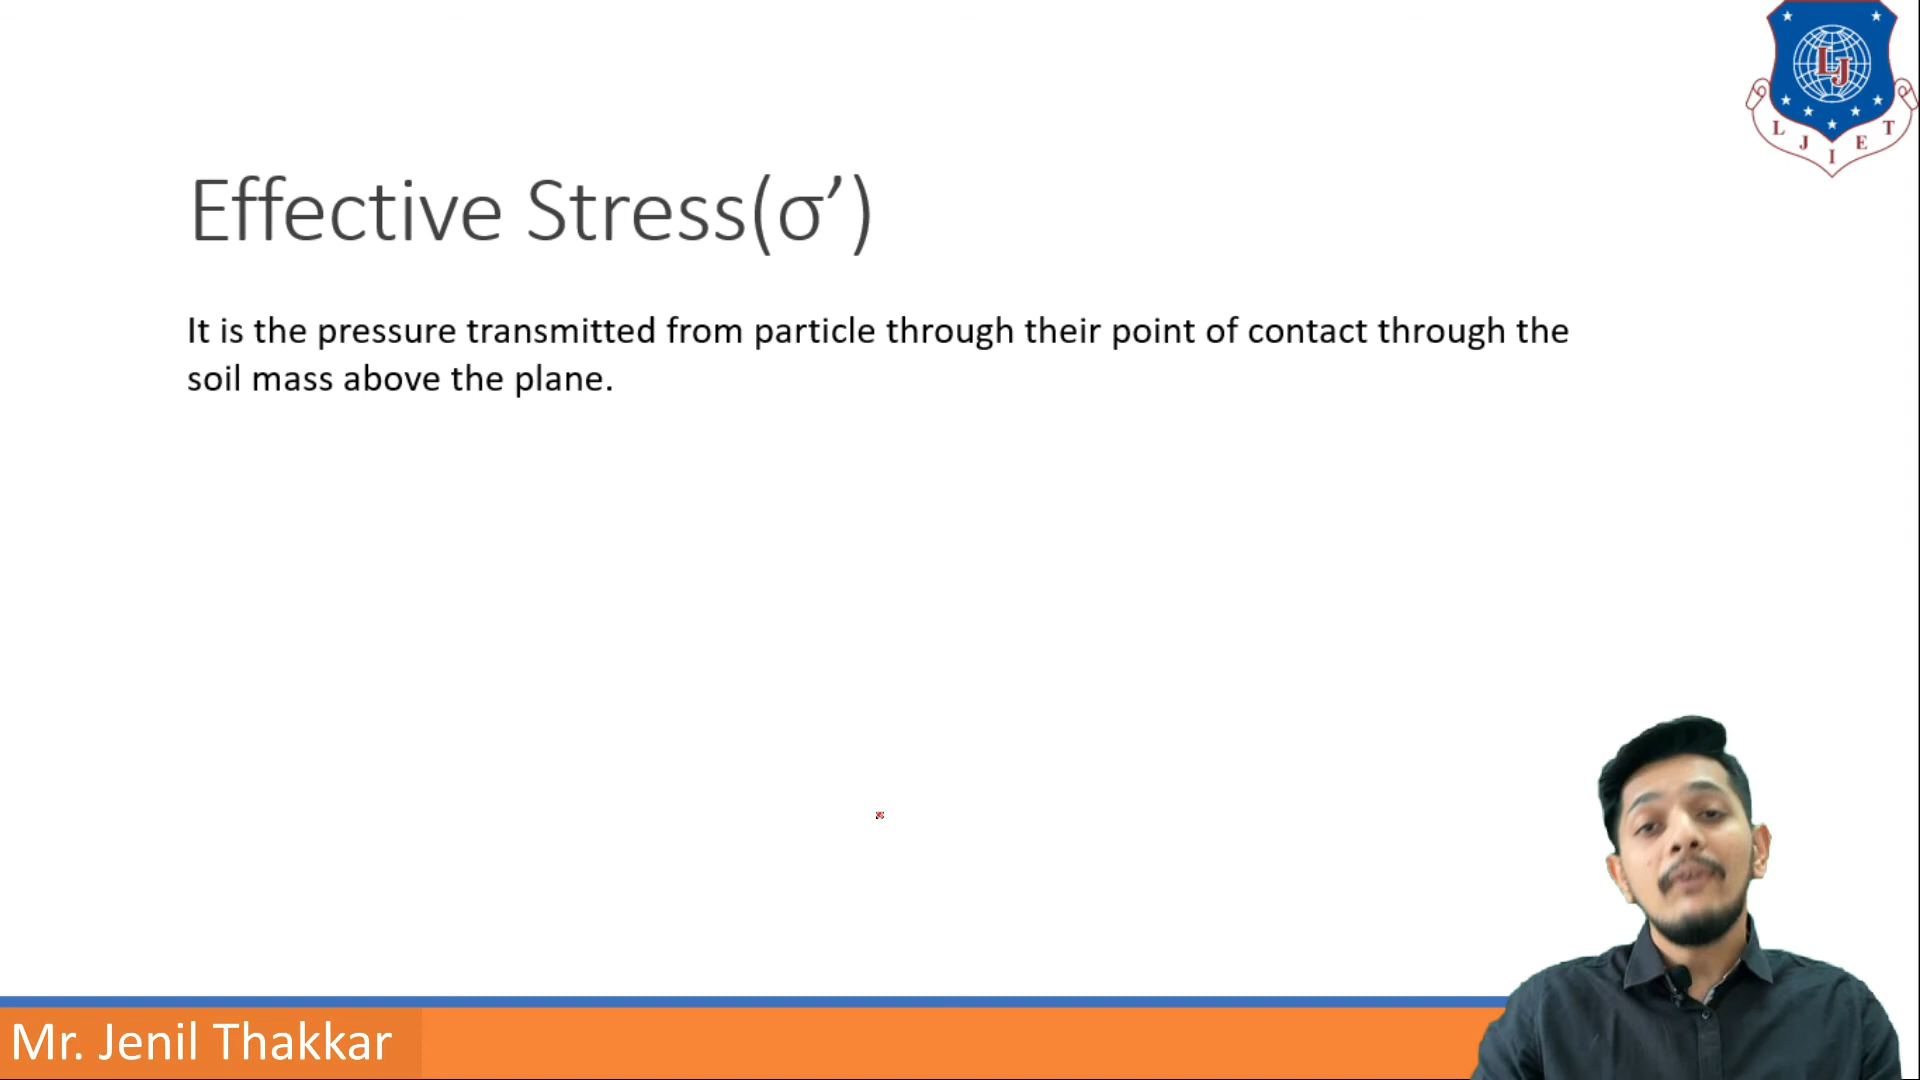 LJ
L J I E T
Effective Stress(σ’)
It is the pressure transmitted from particle through their point of contact through the
soil mass above the plane.
Mr. Jenil Thakkar